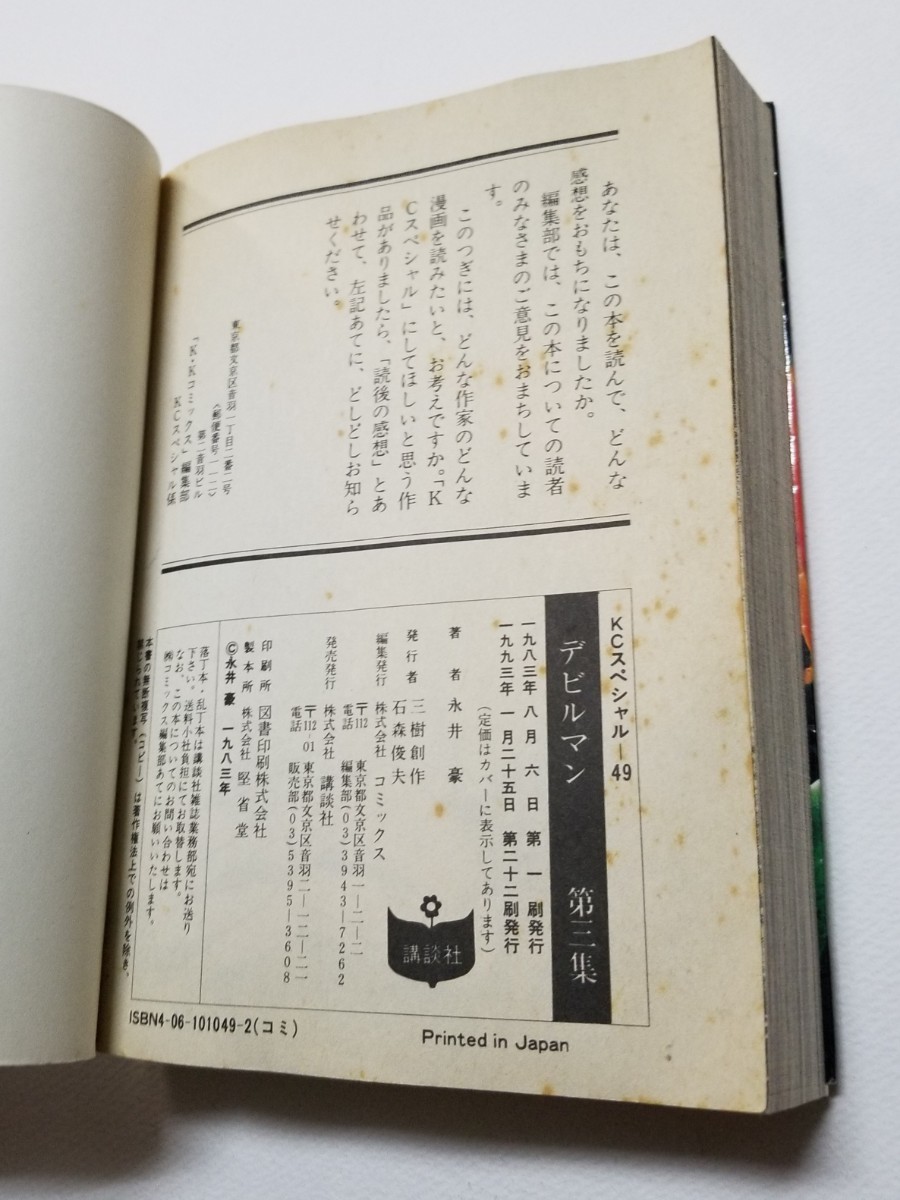 あなたは、この本を読んで、どんな
感想をおもちになりましたか。
編集部では、この本についての読者
のみなさまのご意見をおまちしていま
す。
このつぎには、どんな作家のどんな
漫画を読みたいと、お考えですか。「K
Cスペシャル」にしてほしいと思う作
品がありましたら、「読後の感想」とあ
わせて、左記あてに、どしどしお知ら
せください。
東京都文京区音羽一丁目二番二号
（郵便番号一一二）
第二音羽ビル
「K・Kコミックス」編集部
KCスペシャル係
KCスペシャル—49
デビルマン 第三集
一九八三年 八月 六日 第一刷発行
一九九三年 一月二十五日 第二十二刷発行
（定価はカバーに表示してあります）
著者 永井豪
発行者 三樹創作
石森俊夫
編集発行 株式会社 コミックス
〒112 東京都文京区音羽一—二—二
電話 編集部(03)3943—7262
発売発行 株式会社 講談社
〒112-01 東京都文京区音羽二—一二—二一
電話 販売部(03)5395—3608
印刷所 図書印刷株式会社
製本所 株式会社 堅省堂
©永井豪 一九八三年
講談社
落丁本・乱丁本は講談社雑誌業務部宛にお送り
下さい。送料小社負担にてお取替します。
なお、この本についてのお問い合わせは
㈱コミックス編集部あてにお願いいたします。
本書の無断複写（コピー）は著作権法上での例外を除き、
禁じられています。
ISBN4-06-101049-2(コミ)
Printed in Japan